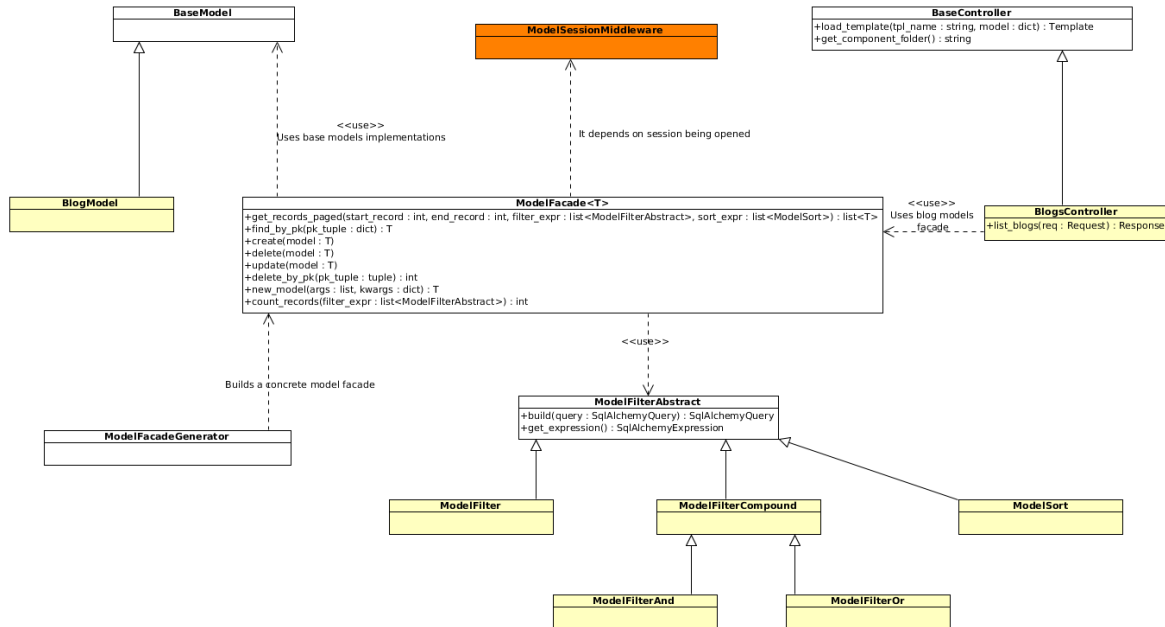 BaseModel
ModelSessionMiddleware
BaseController
+load_template(tpl_name : string, model : dict) : Template
+get_component_folder() : string
<<use>>
Uses base models implementations
It depends on session being opened
BlogModel
ModelFacade<T>
+get_records_paged(start_record : int, end_record : int, filter_expr : list<ModelFilterAbstract>, sort_expr : list<ModelSort>) : list<T>
+find_by_pk(pk_tuple : dict) : T
+create(model : T)
+delete(model : T)
+update(model : T)
+delete_by_pk(pk_tuple : tuple) : int
+new_model(args : list, kwargs : dict) : T
+count_records(filter_expr : list<ModelFilterAbstract>) : int
<<use>>
Uses blog models
facade
BlogsController
+list_blogs(req : Request) : Response
<<use>>
Builds a concrete model facade
ModelFacadeGenerator
ModelFilterAbstract
+build(query : SqlAlchemyQuery) : SqlAlchemyQuery
+get_expression() : SqlAlchemyExpression
ModelFilter
ModelFilterCompound
ModelSort
ModelFilterAnd
ModelFilterOr